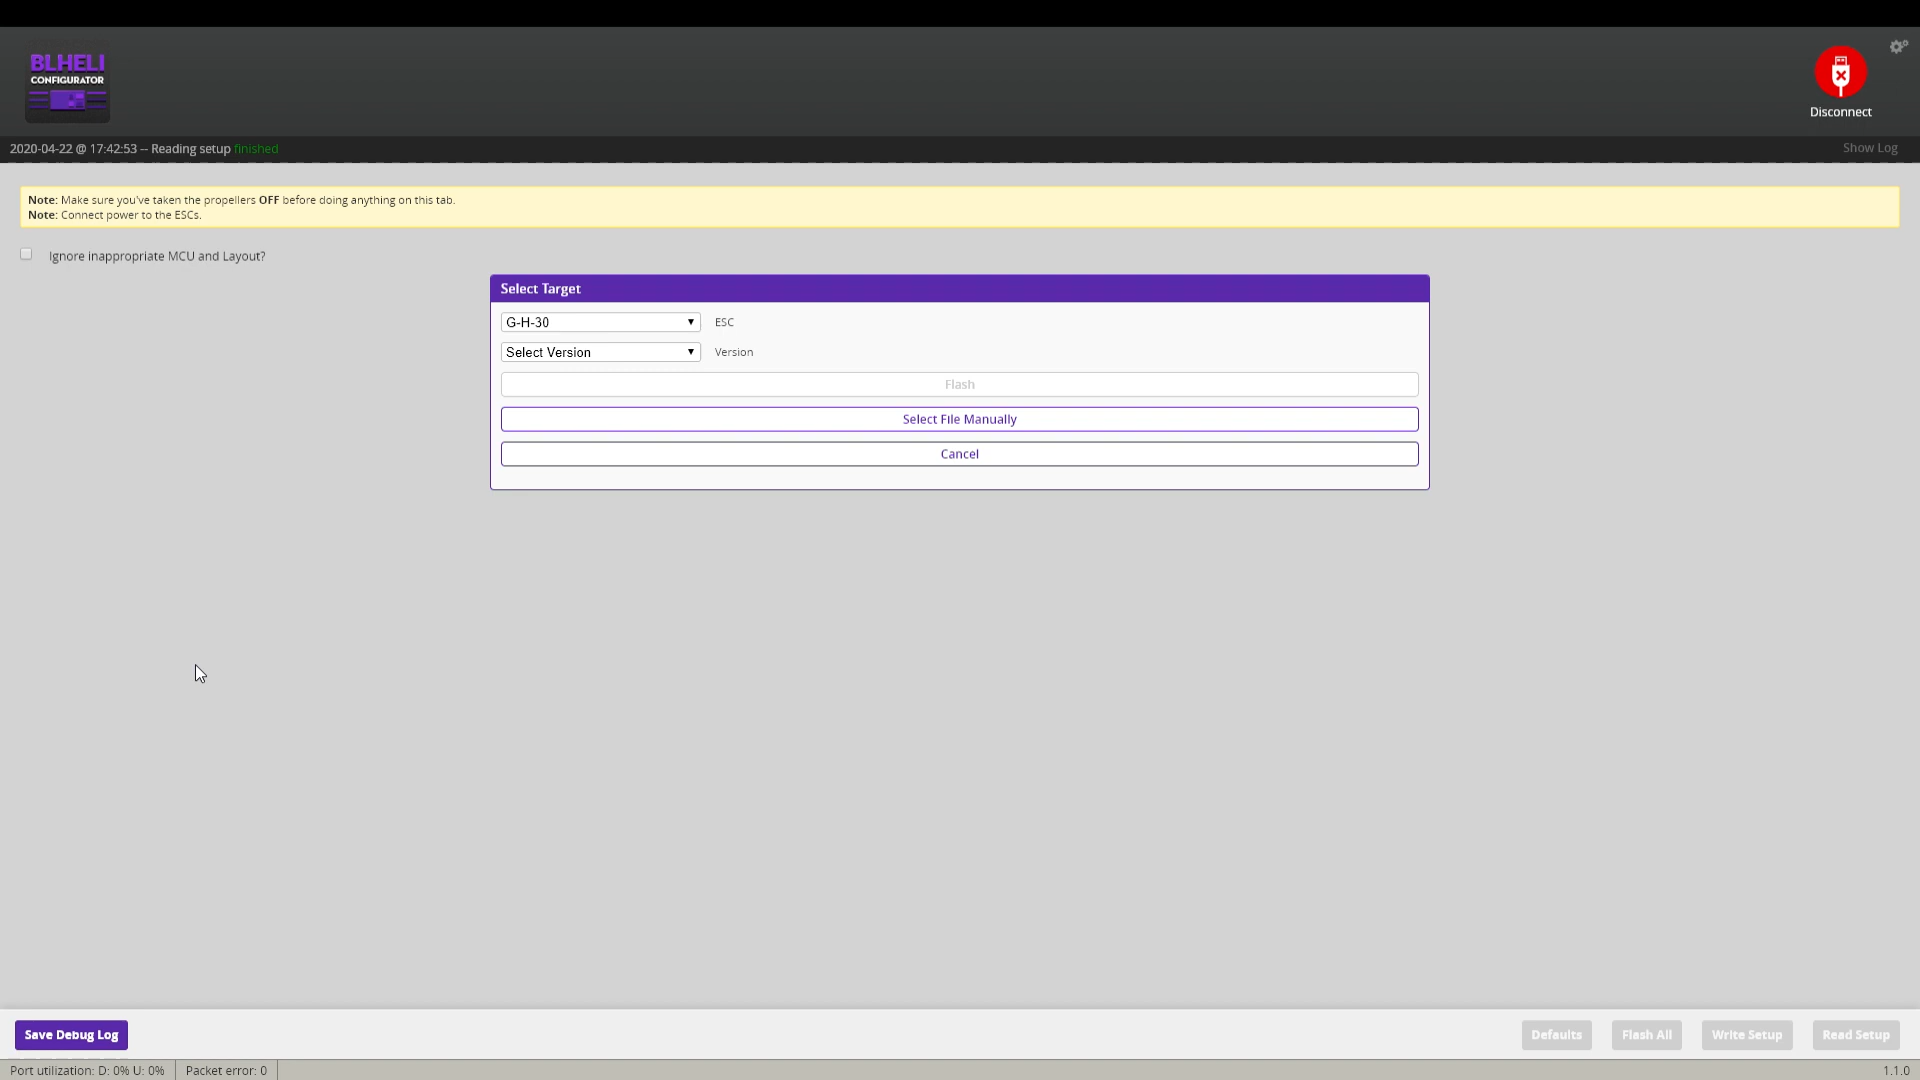 BLHELI
CONFIGURATOR
Disconnect
2020-04-22 @ 17:42:53 -- Reading setup finished
Show Log
Note: Make sure you've taken the propellers OFF before doing anything on this tab.
Note: Connect power to the ESCs.
Ignore inappropriate MCU and Layout?
Select Target
G-H-30 ESC
Select Version Version
Flash
Select File Manually
Cancel
Save Debug Log Defaults Flash All Write Setup Read Setup
Port utilization: D: 0% U: 0% Packet error: 0 1.1.0